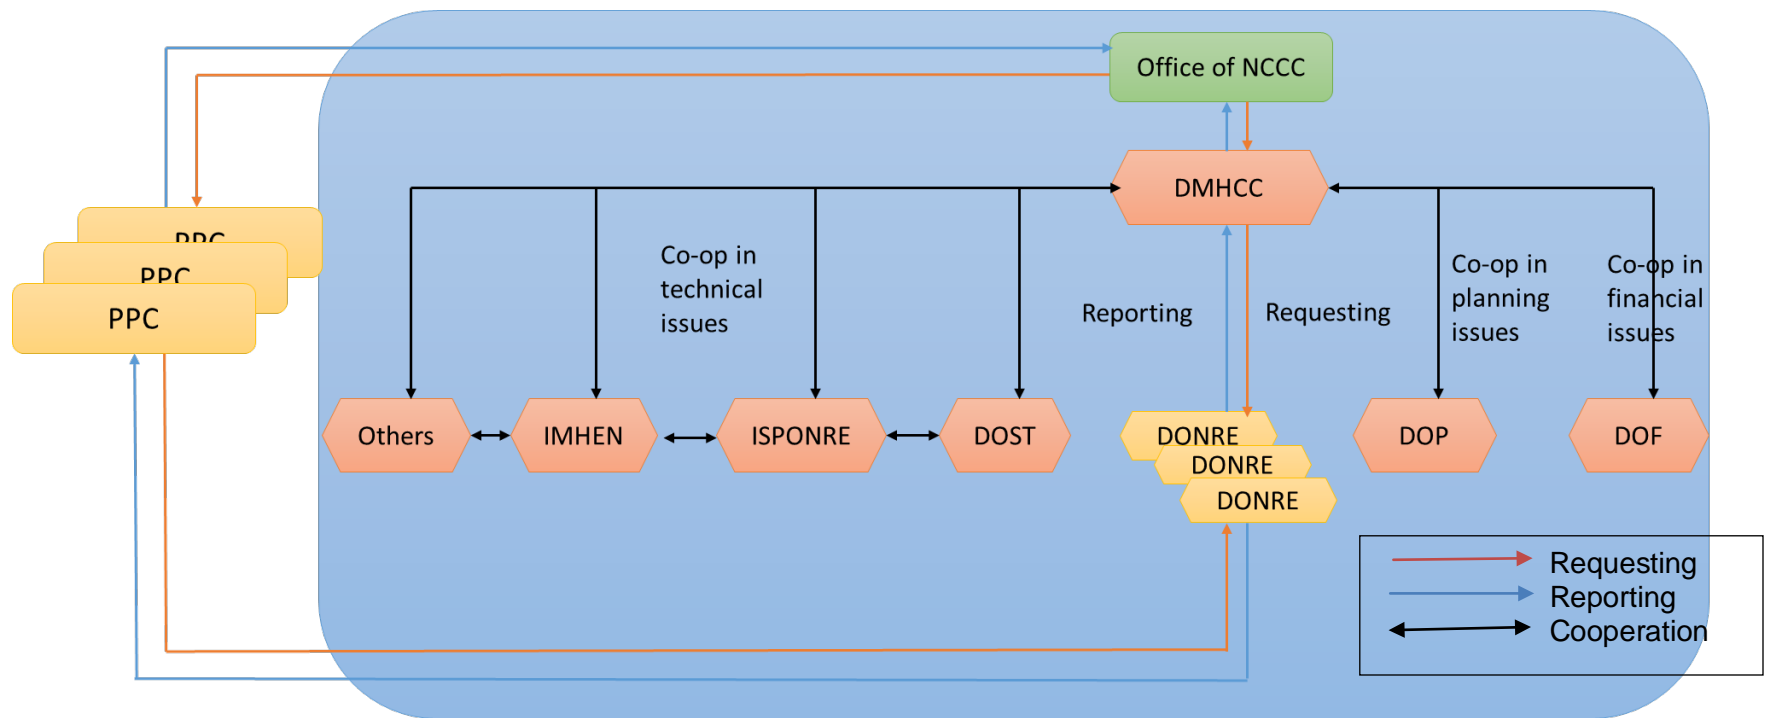 Office of NCCC
DMHCC
PPC
PPC
PPC
Co-op in
technical
issues
Reporting
Requesting
Co-op in
planning
issues
Co-op in
financial
issues
Others
IMHEN
ISPONRE
DOST
DONRE
DONRE
DONRE
DOP
DOF
Requesting
Reporting
Cooperation